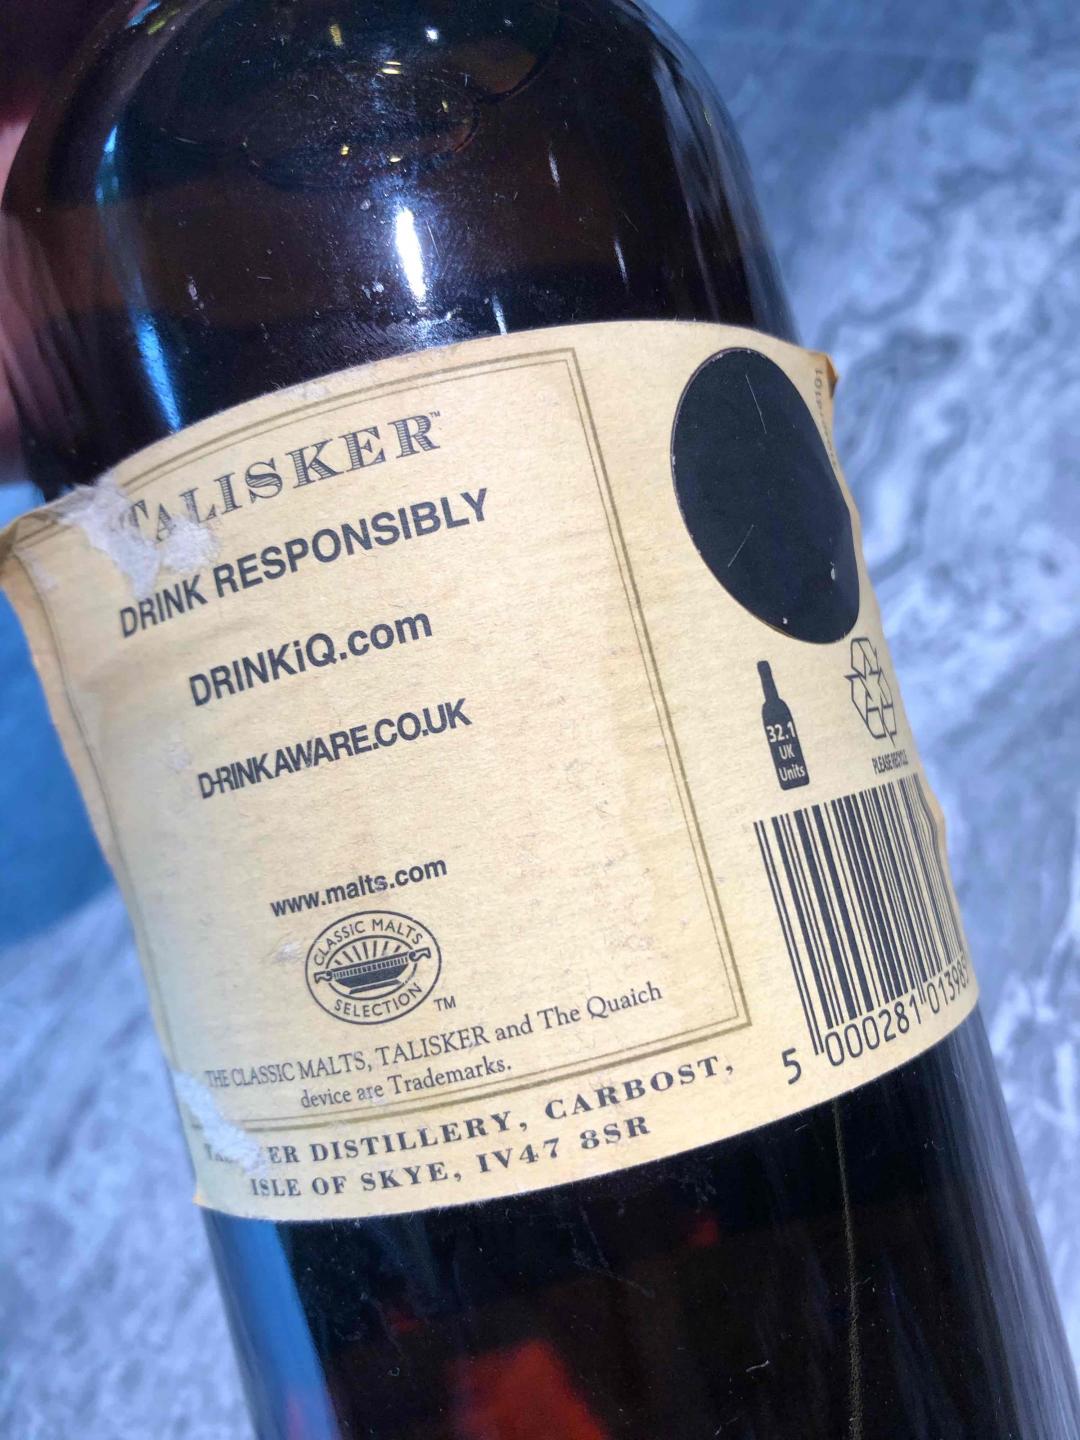 TALISKER™
DRINK RESPONSIBLY
DRINKiQ.com
DRINKAWARE.CO.UK
www.malts.com
CLASSIC MALTS
SELECTION
TM
THE CLASSIC MALTS, TALISKER and The Quaich
device are Trademarks.
DISTILLERY, CARBOST,
ISLE OF SKYE, IV47 8SR
32.1
UK
Units
PLEASE RECYCLE
5 000281 01398